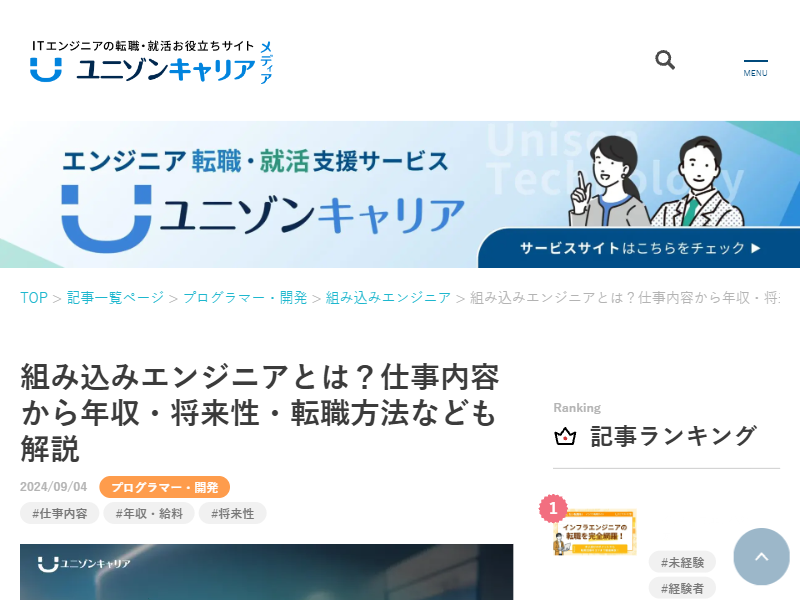 ITエンジニアの転職・就活お役立ちサイト
ユニゾンキャリア
メディア
MENU
Unison
Technology
エンジニア転職・就活支援サービス
ユニゾンキャリア
サービスサイトはこちらをチェック ▶
TOP > 記事一覧ページ > プログラマー・開発 > 組み込みエンジニア > 組み込みエンジニアとは？仕事内容から年収・将
組み込みエンジニアとは？仕事内容
から年収・将来性・転職方法なども
解説
2024/09/04 プログラマー・開発
#仕事内容 #年収・給料 #将来性
ユニゾンキャリア
Ranking
記事ランキング
1
インフラエンジニアの
転職を完全網羅！
#未経験
#経験者